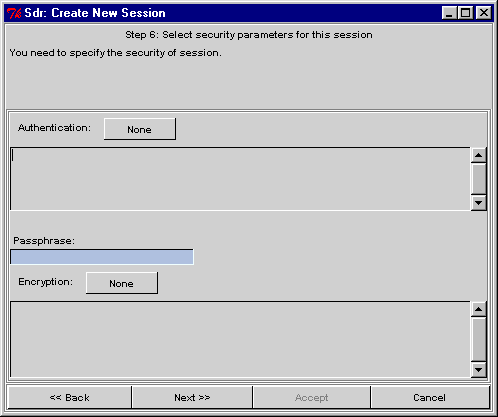 Sdr: Create New Session
Step 6: Select security parameters for this session
You need to specify the security of session.
Authentication: None
Passphrase:
Encryption: None
<< Back Next >> Accept Cancel